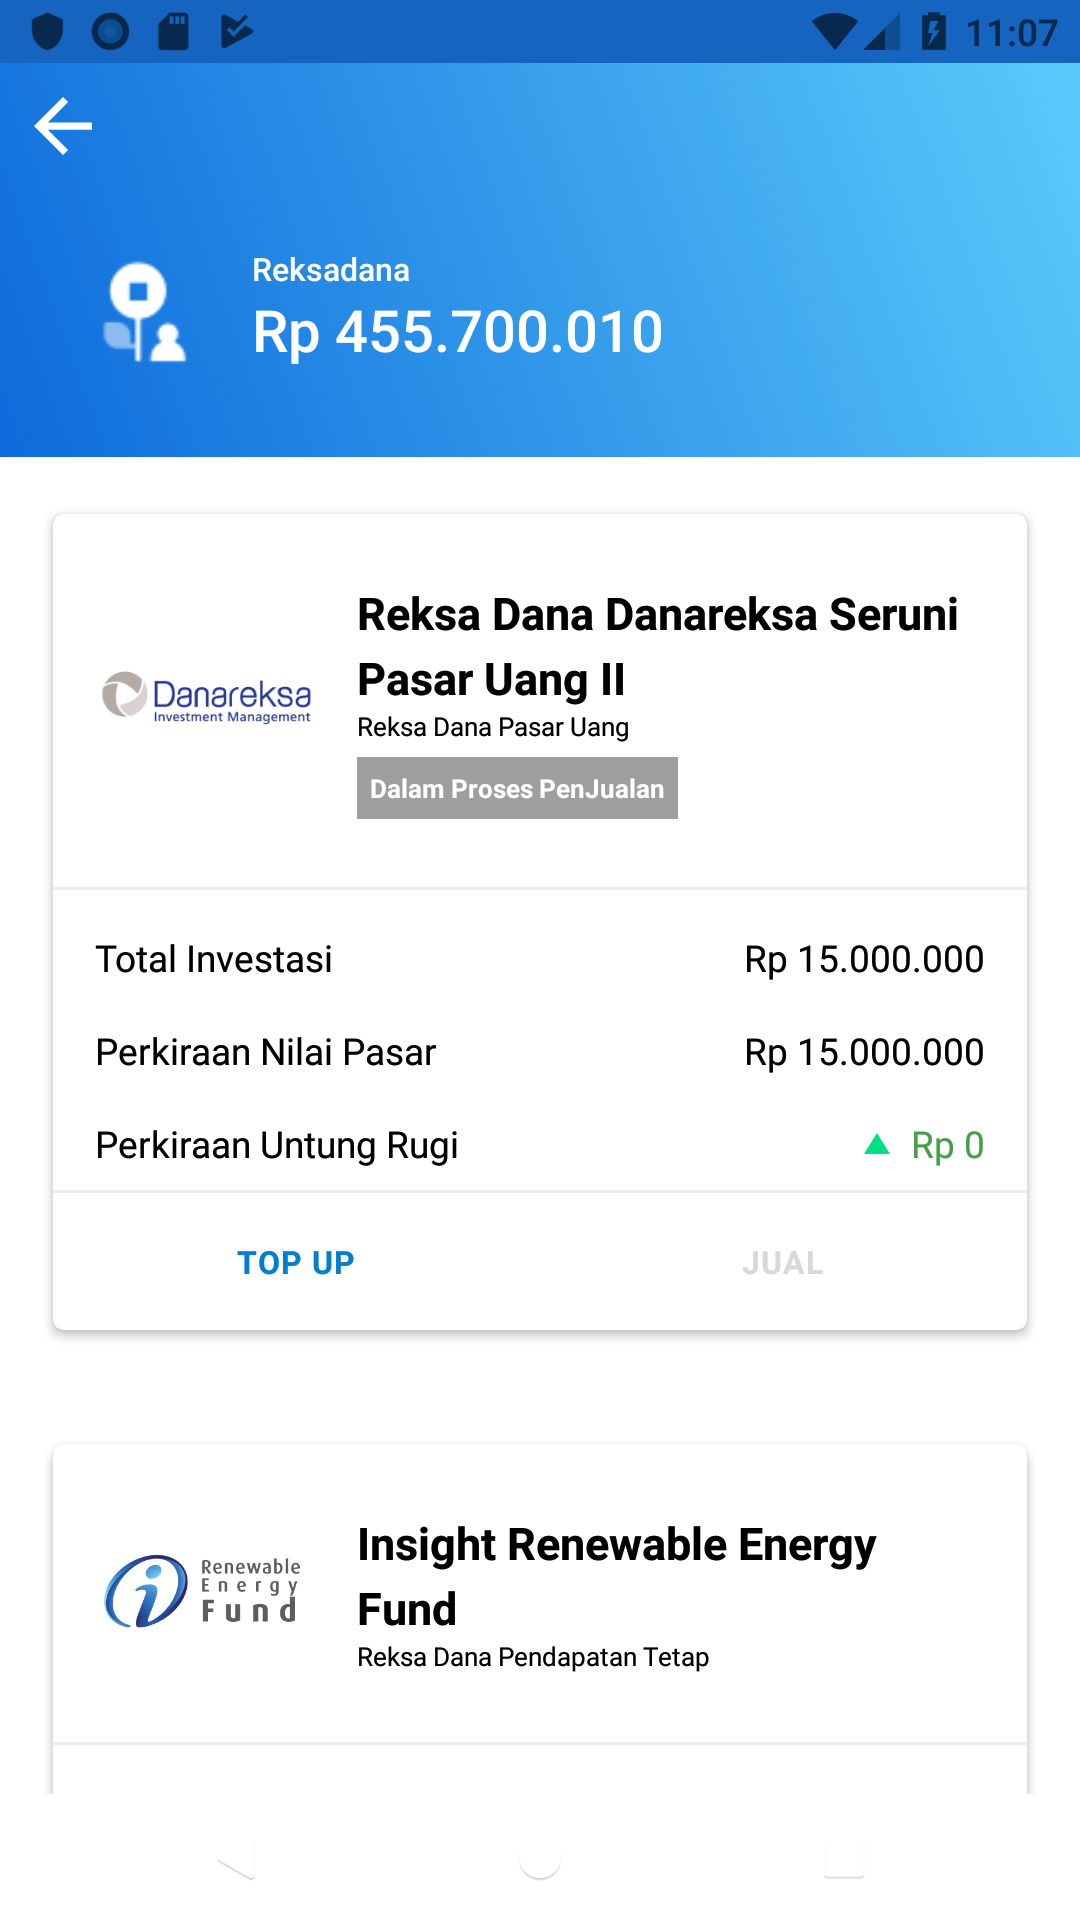 11:07
Reksadana
Rp 455.700.010
Reksa Dana Danareksa Seruni
Pasar Uang II
Danareksa
Investment Management
Reksa Dana Pasar Uang
Dalam Proses PenJualan
Total Investasi
Rp 15.000.000
Perkiraan Nilai Pasar
Rp 15.000.000
Perkiraan Untung Rugi
Rp 0
TOP UP
JUAL
Renewable
Energy
Fund
Insight Renewable Energy
Fund
Reksa Dana Pendapatan Tetap